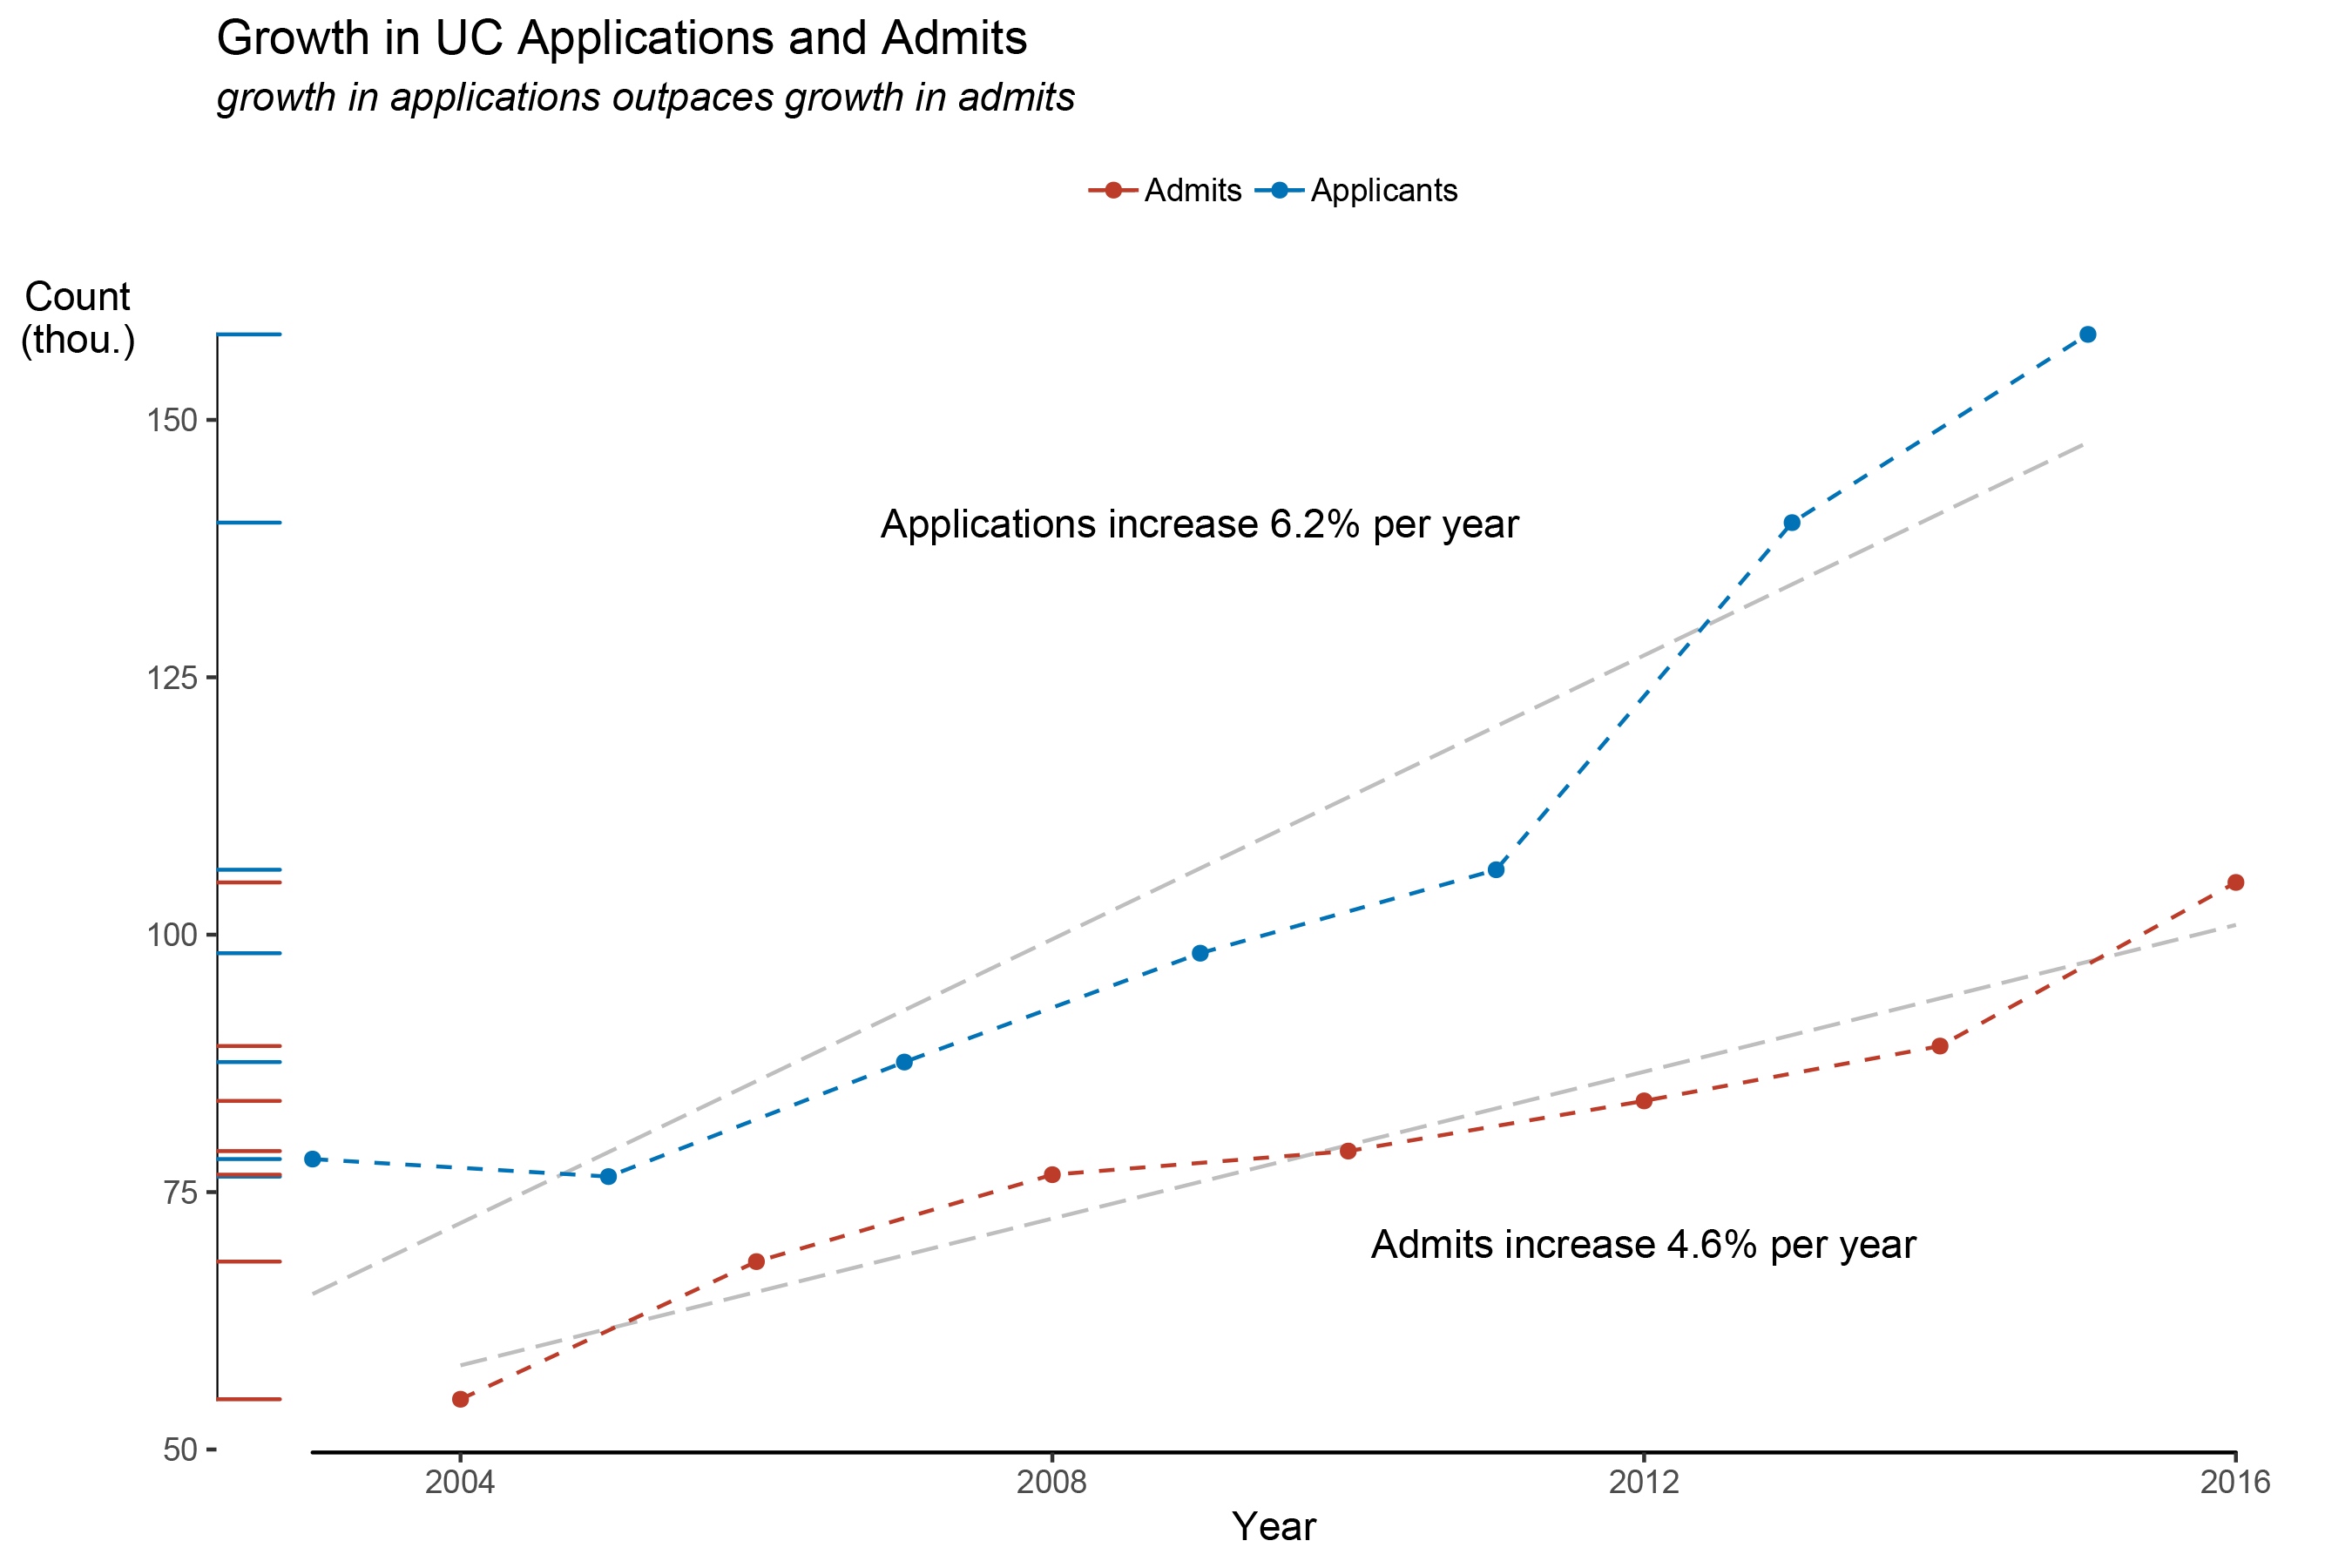 Growth in UC Applications and Admits
growth in applications outpaces growth in admits
Admits Applicants
Count
(thou.)
150
Applications increase 6.2% per year
125
100
75
Admits increase 4.6% per year
50
2004 2008 2012 2016
Year